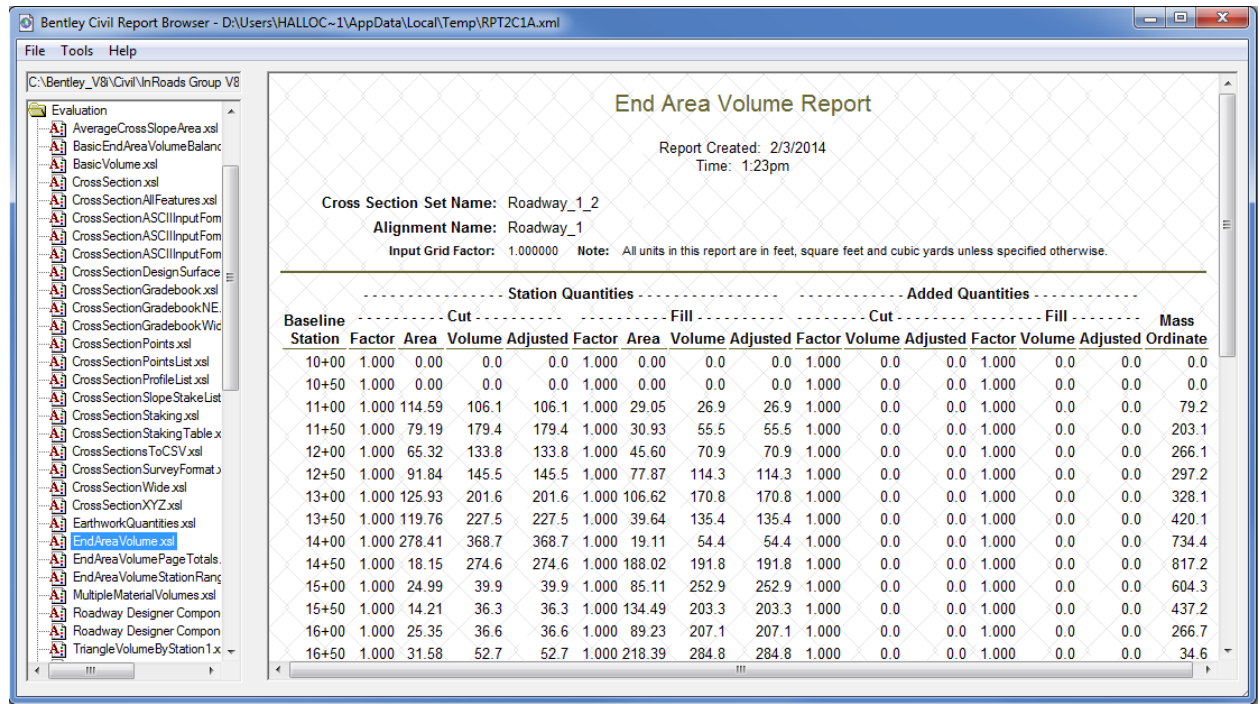 Bentley Civil Report Browser - D:\Users\HALLOC~1\AppData\Local\Temp\RPT2C1A.xml
File Tools Help
C:\Bentley_V8i\Civil\InRoads Group V8
Evaluation
AverageCrossSlopeArea.xsl
BasicEndAreaVolumeBalanc
BasicVolume.xsl
CrossSection.xsl
CrossSectionAllFeatures.xsl
CrossSectionASCIIInputForm
CrossSectionASCIIInputForm
CrossSectionASCIIInputForm
CrossSectionDesignSurface
CrossSectionGradebook.xsl
CrossSectionGradebookNE.
CrossSectionGradebookWid
CrossSectionPoints.xsl
CrossSectionPointsList.xsl
CrossSectionProfileList.xsl
CrossSectionSlopeStakeList
CrossSectionStaking.xsl
CrossSectionStakingTable.x
CrossSectionsToCSV.xsl
CrossSectionSurveyFormat.x
CrossSectionWide.xsl
CrossSectionXYZ.xsl
EarthworkQuantities.xsl
EndAreaVolume.xsl
EndAreaVolumePageTotals.
EndAreaVolumeStationRang
MultipleMaterialVolumes.xsl
Roadway Designer Compon
Roadway Designer Compon
TriangleVolumeByStation1.x
End Area Volume Report
Report Created: 2/3/2014
Time: 1:23pm
Cross Section Set Name: Roadway_1_2
Alignment Name: Roadway_1
Input Grid Factor: 1.000000 Note: All units in this report are in feet, square feet and cubic yards unless specified otherwise.
- - - - - - - - - - - - - - - - Station Quantities - - - - - - - - - - - - - - - - - - - - - - - - - - - - Added Quantities - - - - - - - - - - - -
Baseline - - - - - - - - - - Cut - - - - - - - - - - - - - - - - - - - Fill - - - - - - - - - - - - - - - - - Cut - - - - - - - - - - - - - - - Fill - - - - - - - - Mass
Station Factor Area Volume Adjusted Factor Area Volume Adjusted Factor Volume Adjusted Factor Volume Adjusted Ordinate
10+00 1.000 0.00 0.0 0.0 1.000 0.00 0.0 0.0 1.000 0.0 0.0 1.000 0.0 0.0 0.0
10+50 1.000 0.00 0.0 0.0 1.000 0.00 0.0 0.0 1.000 0.0 0.0 1.000 0.0 0.0 0.0
11+00 1.000 114.59 106.1 106.1 1.000 29.05 26.9 26.9 1.000 0.0 0.0 1.000 0.0 0.0 79.2
11+50 1.000 79.19 179.4 179.4 1.000 30.93 55.5 55.5 1.000 0.0 0.0 1.000 0.0 0.0 203.1
12+00 1.000 65.32 133.8 133.8 1.000 45.60 70.9 70.9 1.000 0.0 0.0 1.000 0.0 0.0 266.1
12+50 1.000 91.84 145.5 145.5 1.000 77.87 114.3 114.3 1.000 0.0 0.0 1.000 0.0 0.0 297.2
13+00 1.000 125.93 201.6 201.6 1.000 106.62 170.8 170.8 1.000 0.0 0.0 1.000 0.0 0.0 328.1
13+50 1.000 119.76 227.5 227.5 1.000 39.64 135.4 135.4 1.000 0.0 0.0 1.000 0.0 0.0 420.1
14+00 1.000 278.41 368.7 368.7 1.000 19.11 54.4 54.4 1.000 0.0 0.0 1.000 0.0 0.0 734.4
14+50 1.000 18.15 274.6 274.6 1.000 188.02 191.8 191.8 1.000 0.0 0.0 1.000 0.0 0.0 817.2
15+00 1.000 24.99 39.9 39.9 1.000 85.11 252.9 252.9 1.000 0.0 0.0 1.000 0.0 0.0 604.3
15+50 1.000 14.21 36.3 36.3 1.000 134.49 203.3 203.3 1.000 0.0 0.0 1.000 0.0 0.0 437.2
16+00 1.000 25.35 36.6 36.6 1.000 89.23 207.1 207.1 1.000 0.0 0.0 1.000 0.0 0.0 266.7
16+50 1.000 31.58 52.7 52.7 1.000 218.39 284.8 284.8 1.000 0.0 0.0 1.000 0.0 0.0 34.6